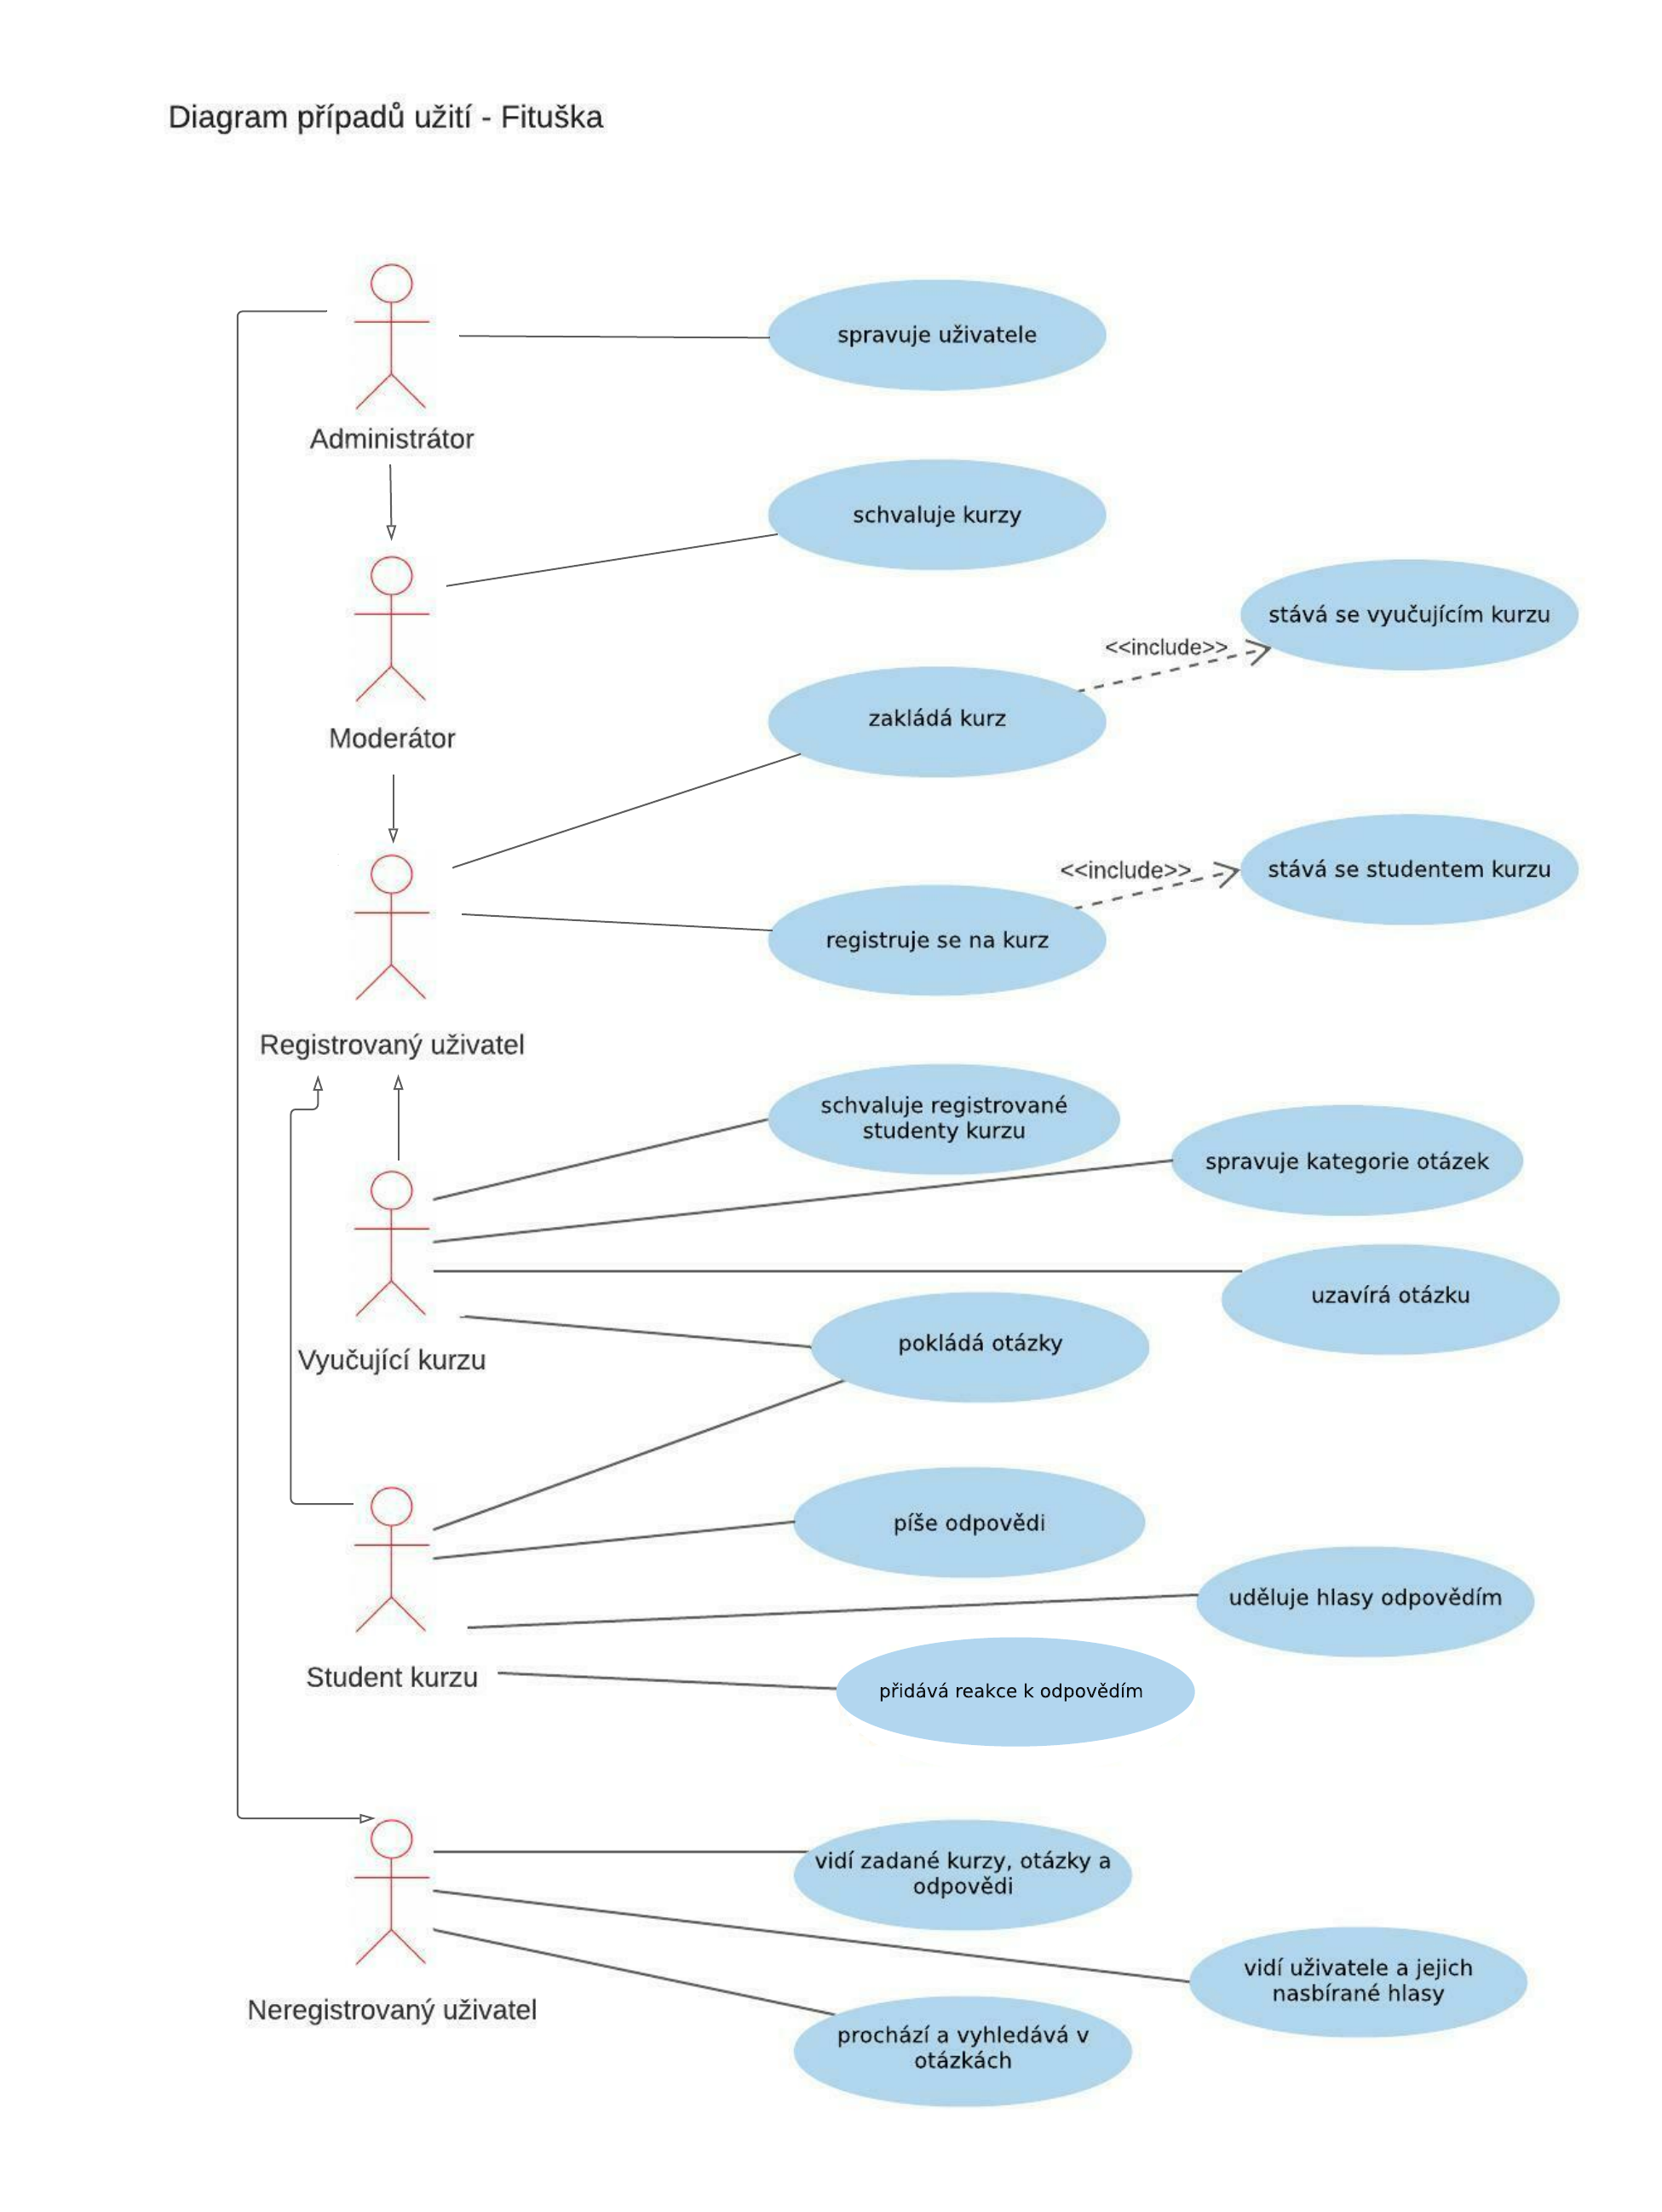 Diagram případů užití - Fituška
spravuje uživatele
Administrátor
schvaluje kurzy
stává se vyučujícím kurzu
<<include>>
zakládá kurz
Moderátor
<<include>>
stává se studentem kurzu
registruje se na kurz
Registrovaný uživatel
schvaluje registrované
studenty kurzu
spravuje kategorie otázek
uzavírá otázku
pokládá otázky
Vyučující kurzu
píše odpovědi
uděluje hlasy odpovědím
Student kurzu
přidává reakce k odpovědím
vidí zadané kurzy, otázky a
odpovědi
vidí uživatele a jejich
nasbírané hlasy
Neregistrovaný uživatel
prochází a vyhledává v
otázkách